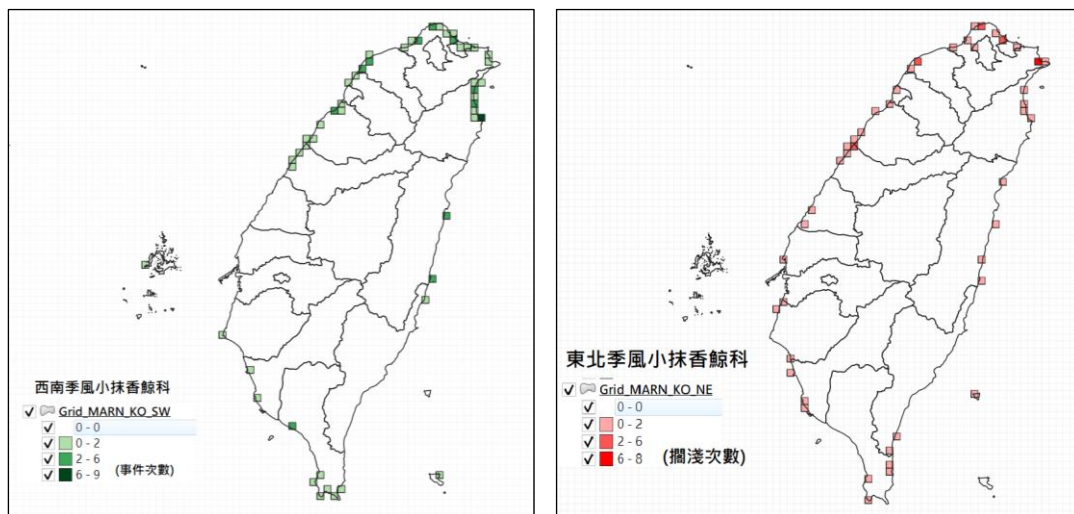 西南季風小抹香鯨科
Grid_MARN_KO_SW
0 - 0
0 - 2
2 - 6
6 - 9
(事件次數)
東北季風小抹香鯨科
Grid_MARN_KO_NE
0 - 0
0 - 2
2 - 6
6 - 8
(擱淺次數)